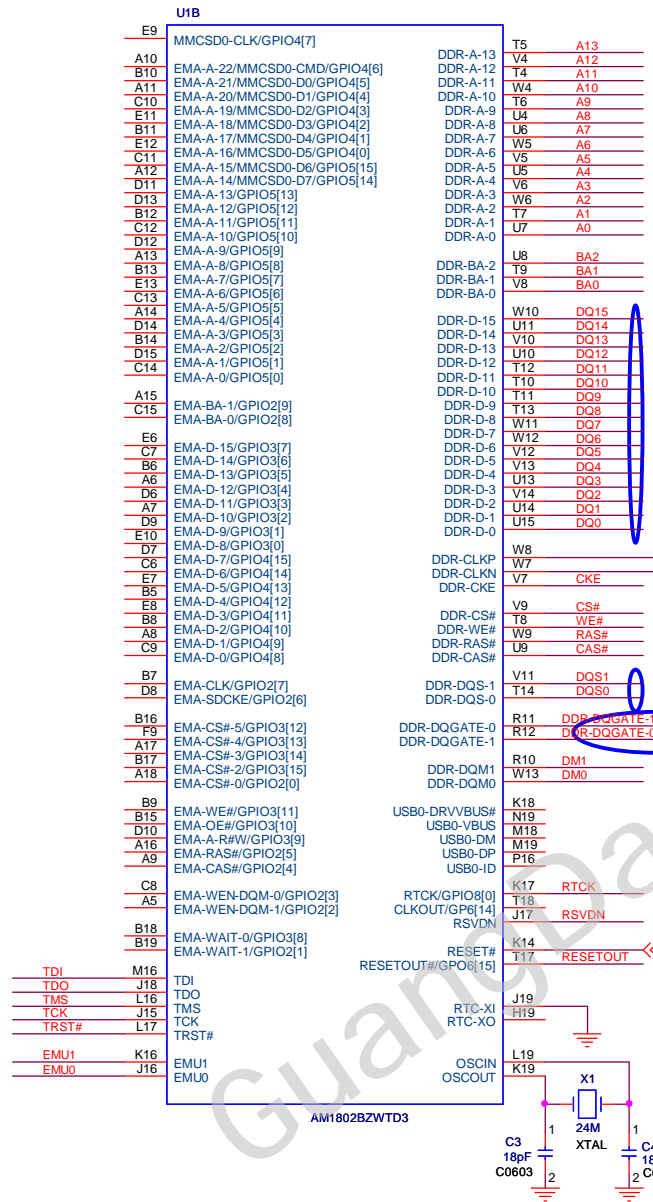 U1B
E9 MMCSD0-CLK/GPIO4[7]
A10 EMA-A-22/MMCSD0-CMD/GPIO4[6]
B10 EMA-A-21/MMCSD0-D0/GPIO4[5]
A11 EMA-A-20/MMCSD0-D1/GPIO4[4]
C10 EMA-A-19/MMCSD0-D2/GPIO4[3]
E11 EMA-A-18/MMCSD0-D3/GPIO4[2]
B11 EMA-A-17/MMCSD0-D4/GPIO4[1]
E12 EMA-A-16/MMCSD0-D5/GPIO4[0]
C11 EMA-A-15/MMCSD0-D6/GPIO5[15]
A12 EMA-A-14/MMCSD0-D7/GPIO5[14]
D11 EMA-A-13/GPIO5[13]
D13 EMA-A-12/GPIO5[12]
B12 EMA-A-11/GPIO5[11]
C12 EMA-A-10/GPIO5[10]
D12 EMA-A-9/GPIO5[9]
A13 EMA-A-8/GPIO5[8]
B13 EMA-A-7/GPIO5[7]
E13 EMA-A-6/GPIO5[6]
C13 EMA-A-5/GPIO5[5]
A14 EMA-A-4/GPIO5[4]
D14 EMA-A-3/GPIO5[3]
B14 EMA-A-2/GPIO5[2]
D15 EMA-A-1/GPIO5[1]
C14 EMA-A-0/GPIO5[0]
A15 EMA-BA-1/GPIO2[9]
C15 EMA-BA-0/GPIO2[8]
E6 EMA-D-15/GPIO3[7]
C7 EMA-D-14/GPIO3[6]
B6 EMA-D-13/GPIO3[5]
A6 EMA-D-12/GPIO3[4]
D6 EMA-D-11/GPIO3[3]
A7 EMA-D-10/GPIO3[2]
D9 EMA-D-9/GPIO3[1]
E10 EMA-D-8/GPIO3[0]
D7 EMA-D-7/GPIO4[15]
C6 EMA-D-6/GPIO4[14]
E7 EMA-D-5/GPIO4[13]
B5 EMA-D-4/GPIO4[12]
E8 EMA-D-3/GPIO4[11]
B8 EMA-D-2/GPIO4[10]
A8 EMA-D-1/GPIO4[9]
C9 EMA-D-0/GPIO4[8]
B7 EMA-CLK/GPIO2[7]
D8 EMA-SDCKE/GPIO2[6]
B16 EMA-CS#-5/GPIO3[12]
F9 EMA-CS#-4/GPIO3[13]
A17 EMA-CS#-3/GPIO3[14]
B17 EMA-CS#-2/GPIO3[15]
A18 EMA-CS#-0/GPIO2[0]
B9 EMA-WE#/GPIO3[11]
B15 EMA-OE#/GPIO3[10]
D10 EMA-A-R#W/GPIO3[9]
A16 EMA-RAS#/GPIO2[5]
A9 EMA-CAS#/GPIO2[4]
C8 EMA-WEN-DQM-0/GPIO2[3]
A5 EMA-WEN-DQM-1/GPIO2[2]
B18 EMA-WAIT-0/GPIO3[8]
B19 EMA-WAIT-1/GPIO2[1]
TDI M16 TDI
TDO J18 TDO
TMS L16 TMS
TCK J15 TCK
TRST# L17 TRST#
EMU1 K16 EMU1
EMU0 J16 EMU0
DDR-A-13 T5 A13
DDR-A-12 V4 A12
DDR-A-11 T4 A11
DDR-A-10 W4 A10
DDR-A-9 T6 A9
DDR-A-8 U4 A8
DDR-A-7 U6 A7
DDR-A-6 W5 A6
DDR-A-5 V5 A5
DDR-A-4 U5 A4
DDR-A-3 V6 A3
DDR-A-2 W6 A2
DDR-A-1 T7 A1
DDR-A-0 U7 A0
DDR-BA-2 U8 BA2
DDR-BA-1 T9 BA1
DDR-BA-0 V8 BA0
DDR-D-15 W10 DQ15
DDR-D-14 U11 DQ14
DDR-D-13 V10 DQ13
DDR-D-12 U10 DQ12
DDR-D-11 T12 DQ11
DDR-D-10 T10 DQ10
DDR-D-9 T11 DQ9
DDR-D-8 T13 DQ8
DDR-D-7 W11 DQ7
DDR-D-6 W12 DQ6
DDR-D-5 V12 DQ5
DDR-D-4 V13 DQ4
DDR-D-3 U13 DQ3
DDR-D-2 V14 DQ2
DDR-D-1 U14 DQ1
DDR-D-0 U15 DQ0
DDR-CLKP W8
DDR-CLKN W7
DDR-CKE V7 CKE
DDR-CS# V9 CS#
DDR-WE# T8 WE#
DDR-RAS# W9 RAS#
DDR-CAS# U9 CAS#
DDR-DQS-1 V11 DQS1
DDR-DQS-0 T14 DQS0
DDR-DQGATE-0 R11 DDR-DQGATE-1
DDR-DQGATE-1 R12 DDR-DQGATE-0
DDR-DQM1 R10 DM1
DDR-DQM0 W13 DM0
USB0-DRVVBUS# K18
USB0-VBUS N19
USB0-DM M18
USB0-DP M19
USB0-ID P16
RTCK/GPIO8[0] K17 RTCK
CLKOUT/GP6[14] T18
RSVDN J17 RSVDN
RESET# K14
RESETOUT#/GPO6[15] T17 RESETOUT
RTC-XI J19
RTC-XO H19
OSCIN L19
OSCOUT K19
AM1802BZWTD3
X1
24M
XTAL
C3
18pF
C0603
1
2
1
2
GuangDa